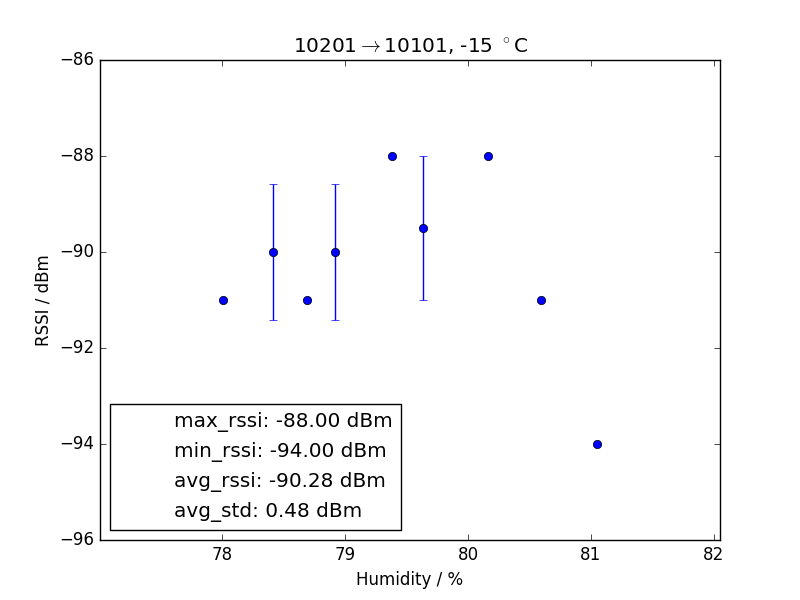 10201→10101, -15 °C
−86
−88
−90
−92
−94
−96
RSSI / dBm
max_rssi: -88.00 dBm
min_rssi: -94.00 dBm
avg_rssi: -90.28 dBm
avg_std: 0.48 dBm
78 79 80 81 82
Humidity / %